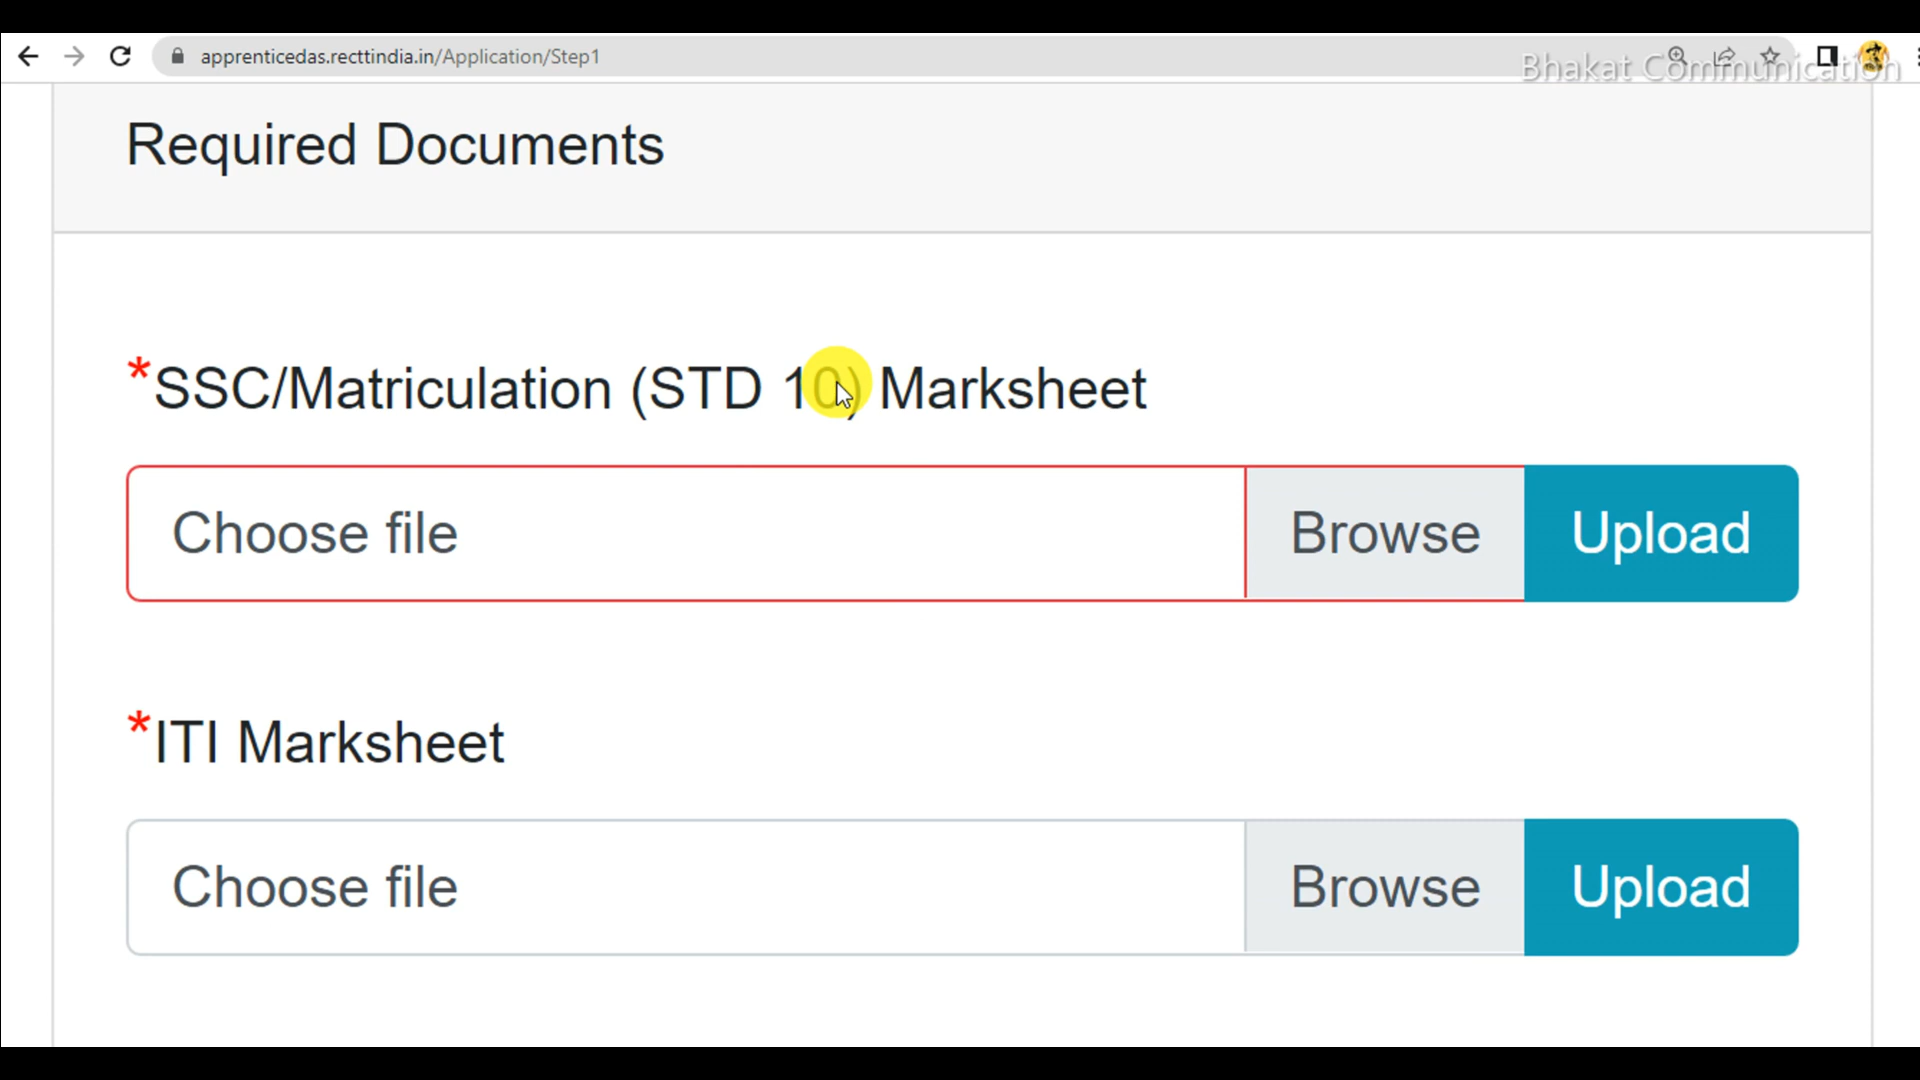 apprenticedas.recttindia.in/Application/Step1
Bhakat Communication
Required Documents
*SSC/Matriculation (STD 10) Marksheet
Choose file Browse Upload
*ITI Marksheet
Choose file Browse Upload